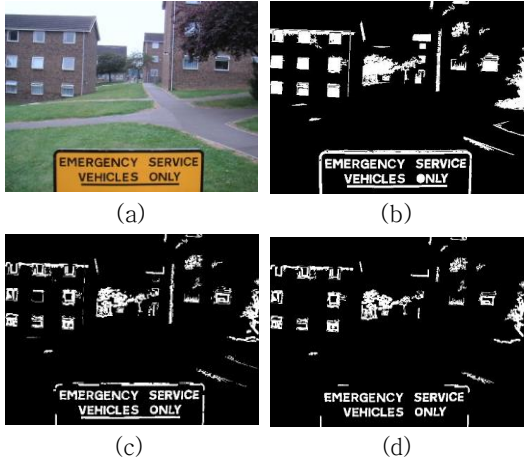 EMERGENCY SERVICE
VEHICLES ONLY
(a)
EMERGENCY SERVICE
VEHICLES ONLY
(b)
EMERGENCY SERVICE
VEHICLES ONLY
(c)
EMERGENCY SERVICE
VEHICLES ONLY
(d)